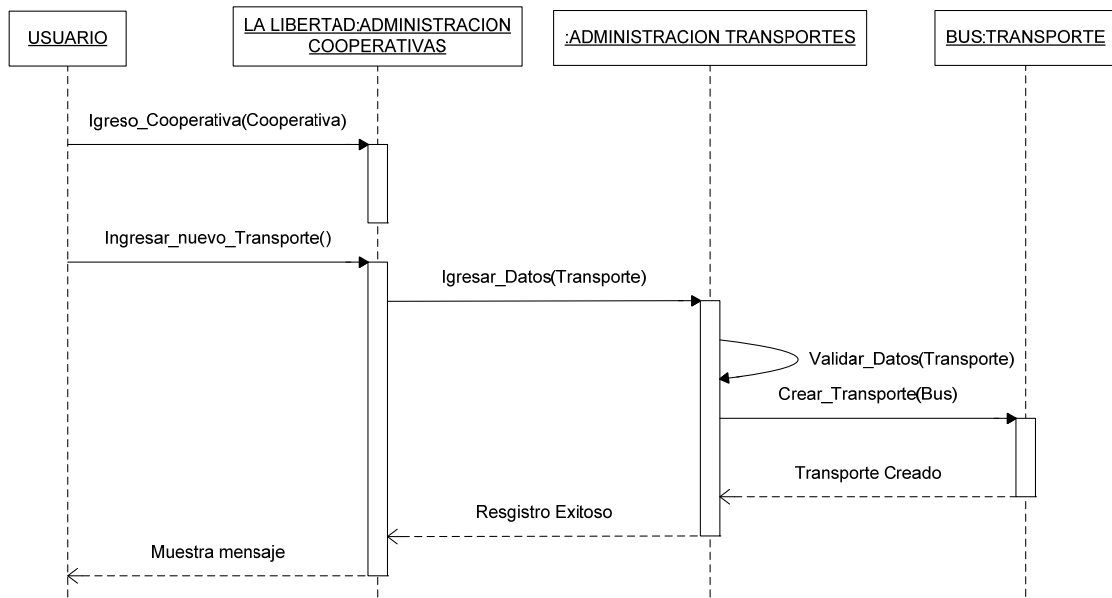 USUARIO
LA LIBERTAD:ADMINISTRACION
COOPERATIVAS
:ADMINISTRACION TRANSPORTES
BUS:TRANSPORTE
Igreso_Cooperativa(Cooperativa)
Ingresar_nuevo_Transporte()
Igresar_Datos(Transporte)
Validar_Datos(Transporte)
Crear_Transporte(Bus)
Transporte Creado
Resgistro Exitoso
Muestra mensaje